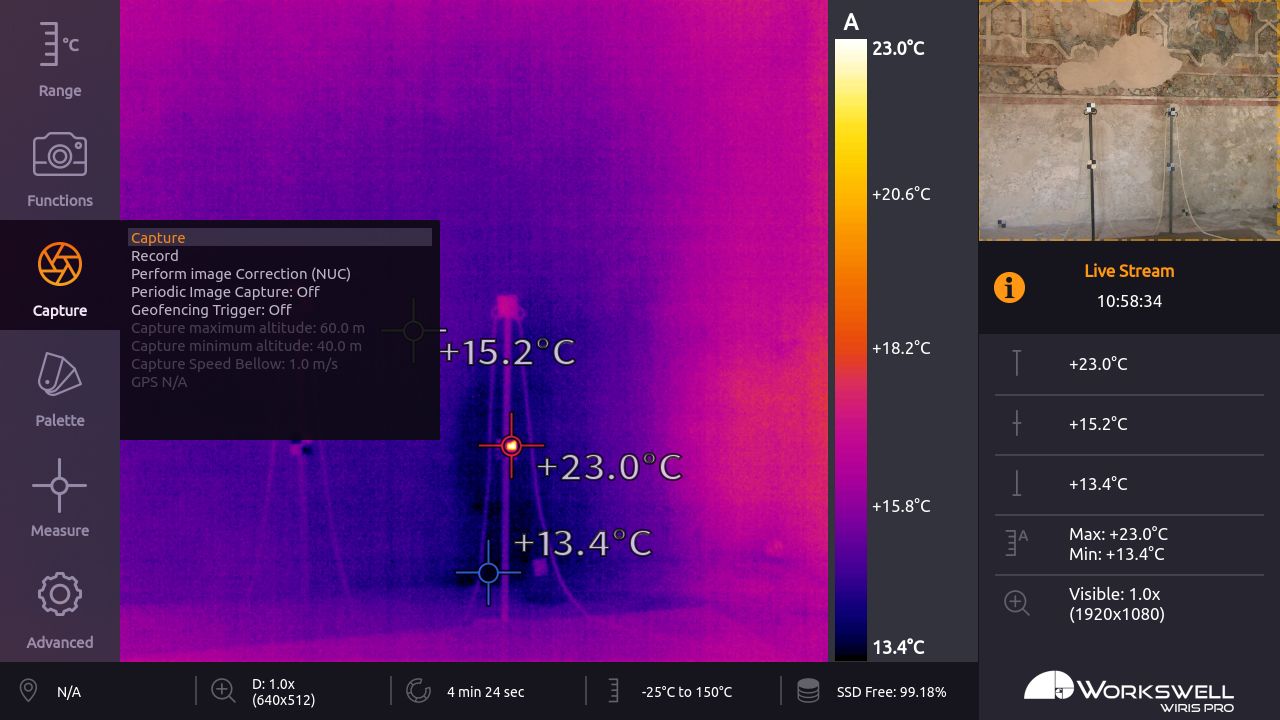 °C
Range
Functions
Capture
Palette
Measure
Advanced
Capture
Record
Perform image Correction (NUC)
Periodic Image Capture: Off
Geofencing Trigger: Off
Capture maximum altitude: 60.0 m
Capture minimum altitude: 40.0 m
Capture Speed Bellow: 1.0 m/s
GPS N/A
+15.2°C
+23.0°C
+13.4°C
A
23.0°C
+20.6°C
+18.2°C
+15.8°C
13.4°C
Live Stream
10:58:34
+23.0°C
+15.2°C
+13.4°C
A
Max: +23.0°C
Min: +13.4°C
Visible: 1.0x
(1920x1080)
N/A
D: 1.0x
(640x512)
4 min 24 sec
-25°C to 150°C
SSD Free: 99.18%
WORKSWELL
WIRIS PRO